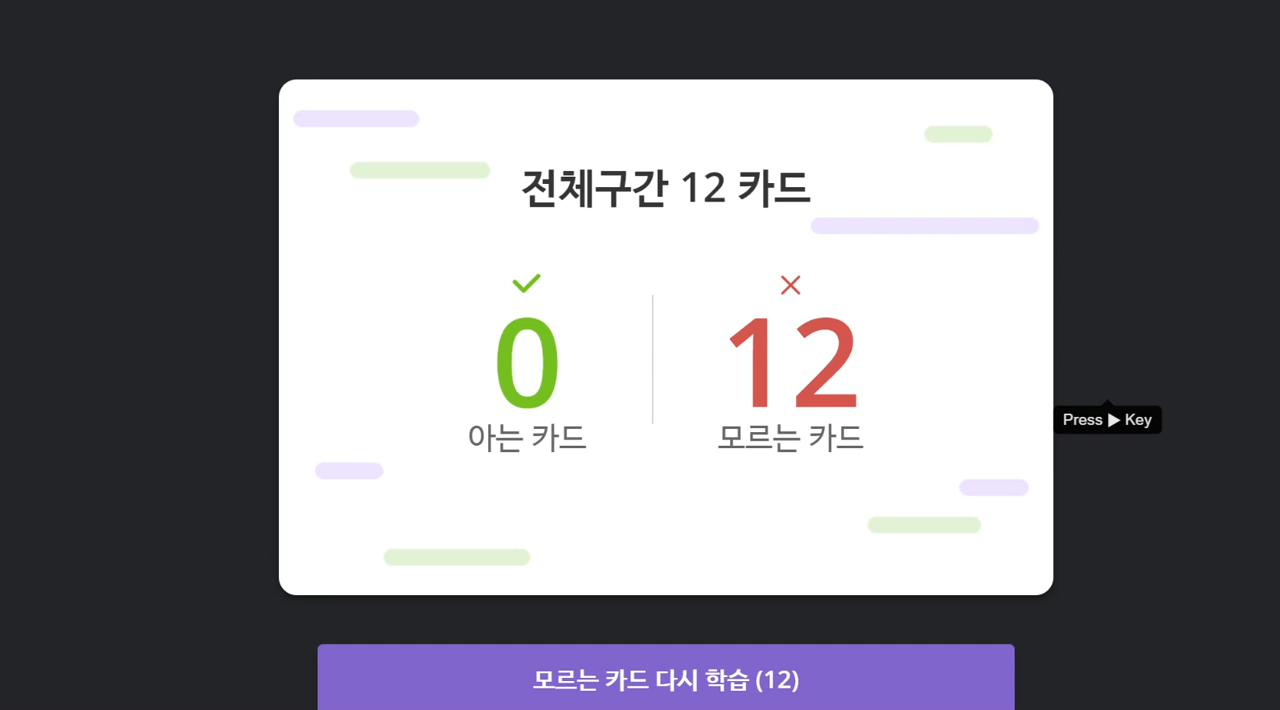 전체구간 12 카드
0
아는 카드
12
모르는 카드
Press ▶ Key
모르는 카드 다시 학습 (12)